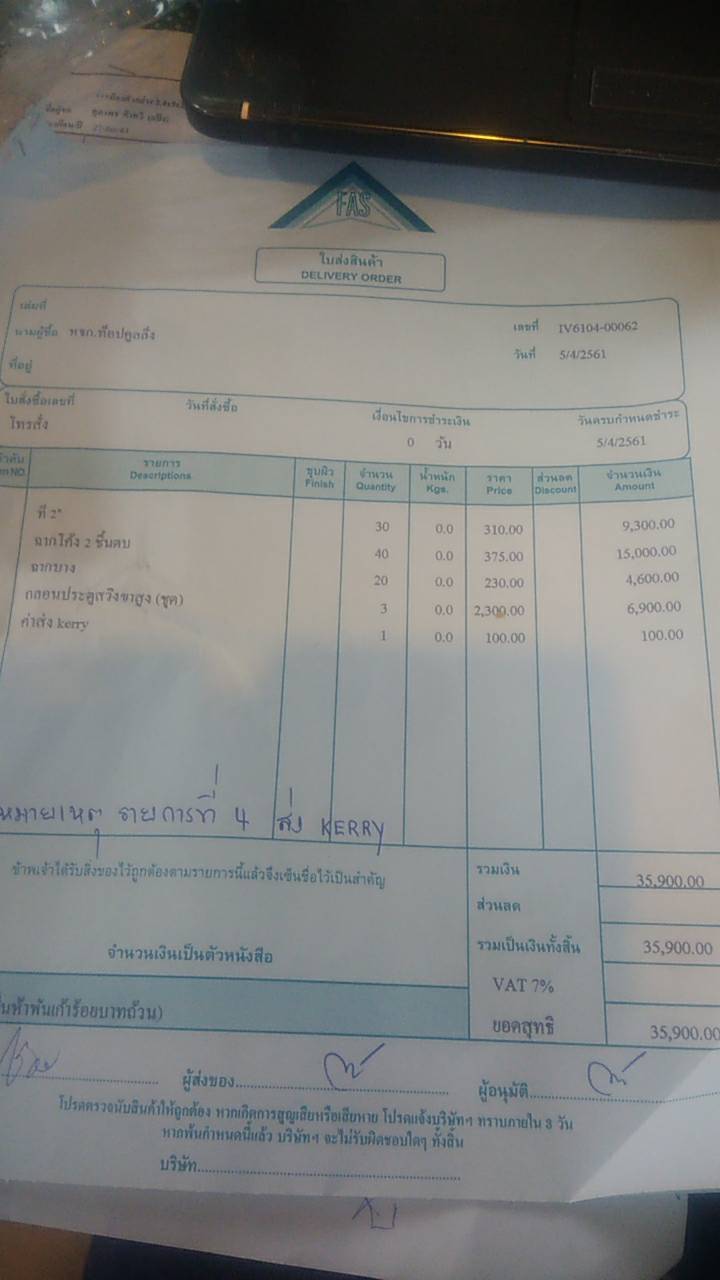 27/เม.ย./61
FAS
ใบส่งสินค้า
DELIVERY ORDER
เล่มที่
นามผู้ซื้อ หจก.ท็อปคูลลิ่ง
ที่อยู่
เลขที่ IV6104-00062
วันที่ 5/4/2561
ใบสั่งซื้อเลขที่ วันที่สั่งซื้อ เงื่อนไขการชำระเงิน วันครบกำหนดชำระ
โทรสั่ง 0 วัน 5/4/2561
รายการ ชุบผิว จำนวน น้ำหนัก ราคา ส่วนลด จำนวนเงิน
Descriptions Finish Quantity Kgs. Price Discount Amount
ที 2" 30 0.0 310.00 9,300.00
ฉากโค้ง 2 ชั้นตบ 40 0.0 375.00 15,000.00
ฉากบาง 20 0.0 230.00 4,600.00
กลอนประตูสวิงขาสูง (ชุด) 3 0.0 2,300.00 6,900.00
ค่าส่ง kerry 1 0.0 100.00 100.00
หมายเหตุ รายการที่ 4 ส่ง KERRY
ข้าพเจ้าได้รับสิ่งของไว้ถูกต้องตามรายการนี้แล้วจึงเซ็นชื่อไว้เป็นสำคัญ
รวมเงิน 35,900.00
ส่วนลด
จำนวนเงินเป็นตัวหนังสือ
รวมเป็นเงินทั้งสิ้น 35,900.00
VAT 7%
หมื่นห้าพันเก้าร้อยบาทถ้วน)
ยอดสุทธิ 35,900.00
ผู้ส่งของ ผู้อนุมัติ
โปรดตรวจนับสินค้าให้ถูกต้อง หากเกิดการสูญเสียหรือเสียหาย โปรดแจ้งบริษัทฯ ทราบภายใน 3 วัน
หากพ้นกำหนดนี้แล้ว บริษัทฯ จะไม่รับผิดชอบใดๆ ทั้งสิ้น
บริษัท